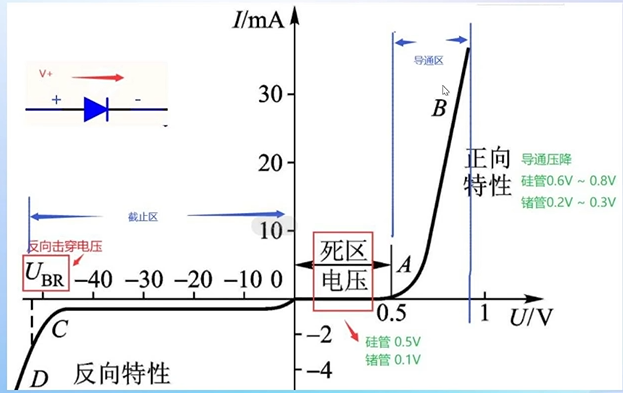 I/mA
V+
+ -
导通区
30
B
20
正向
特性
导通压降
硅管0.6V ~ 0.8V
锗管0.2V ~ 0.3V
截止区
10
反向击穿电压
死区
电压
A
U_BR -40 -30 -20 -10 0
0.5 1 U/V
C
-2
硅管 0.5V
锗管 0.1V
D 反向特性
-4